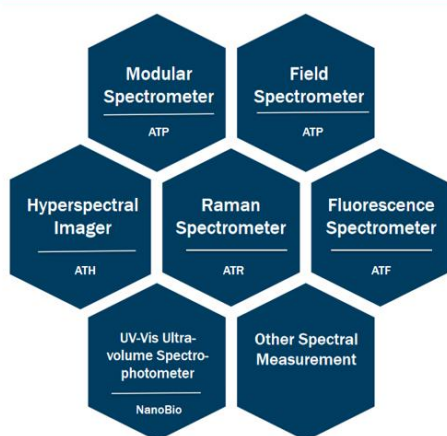 Modular
Spectrometer
ATP
Field
Spectrometer
ATP
Hyperspectral
Imager
ATH
Raman
Spectrometer
ATR
Fluorescence
Spectrometer
ATF
UV-Vis Ultra-
volume Spectro-
photometer
NanoBio
Other Spectral
Measurement